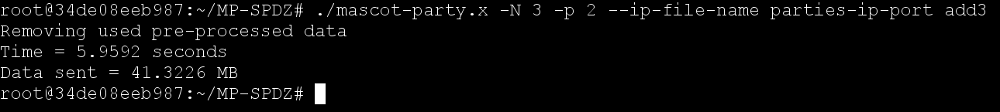 root@34de08eeb987:~/MP-SPDZ# ./mascot-party.x -N 3 -p 2 --ip-file-name parties-ip-port add3
Removing used pre-processed data
Time = 5.9592 seconds
Data sent = 41.3226 MB
root@34de08eeb987:~/MP-SPDZ#